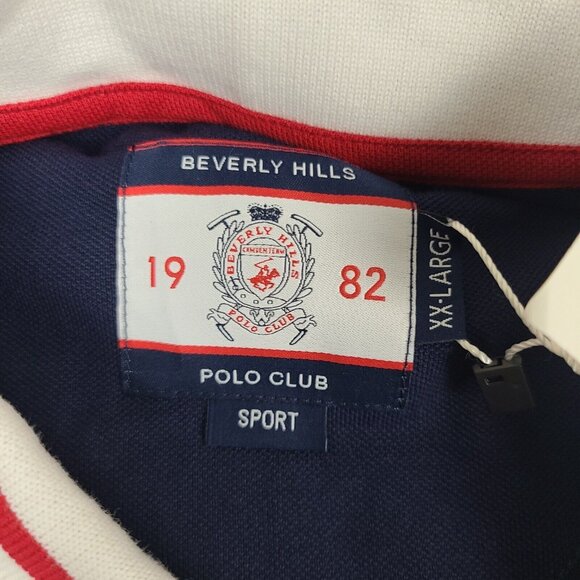 BEVERLY HILLS
19 82
BEVERLY HILLS
POLO CLUB
POLO CLUB
SPORT
XX-LARGE